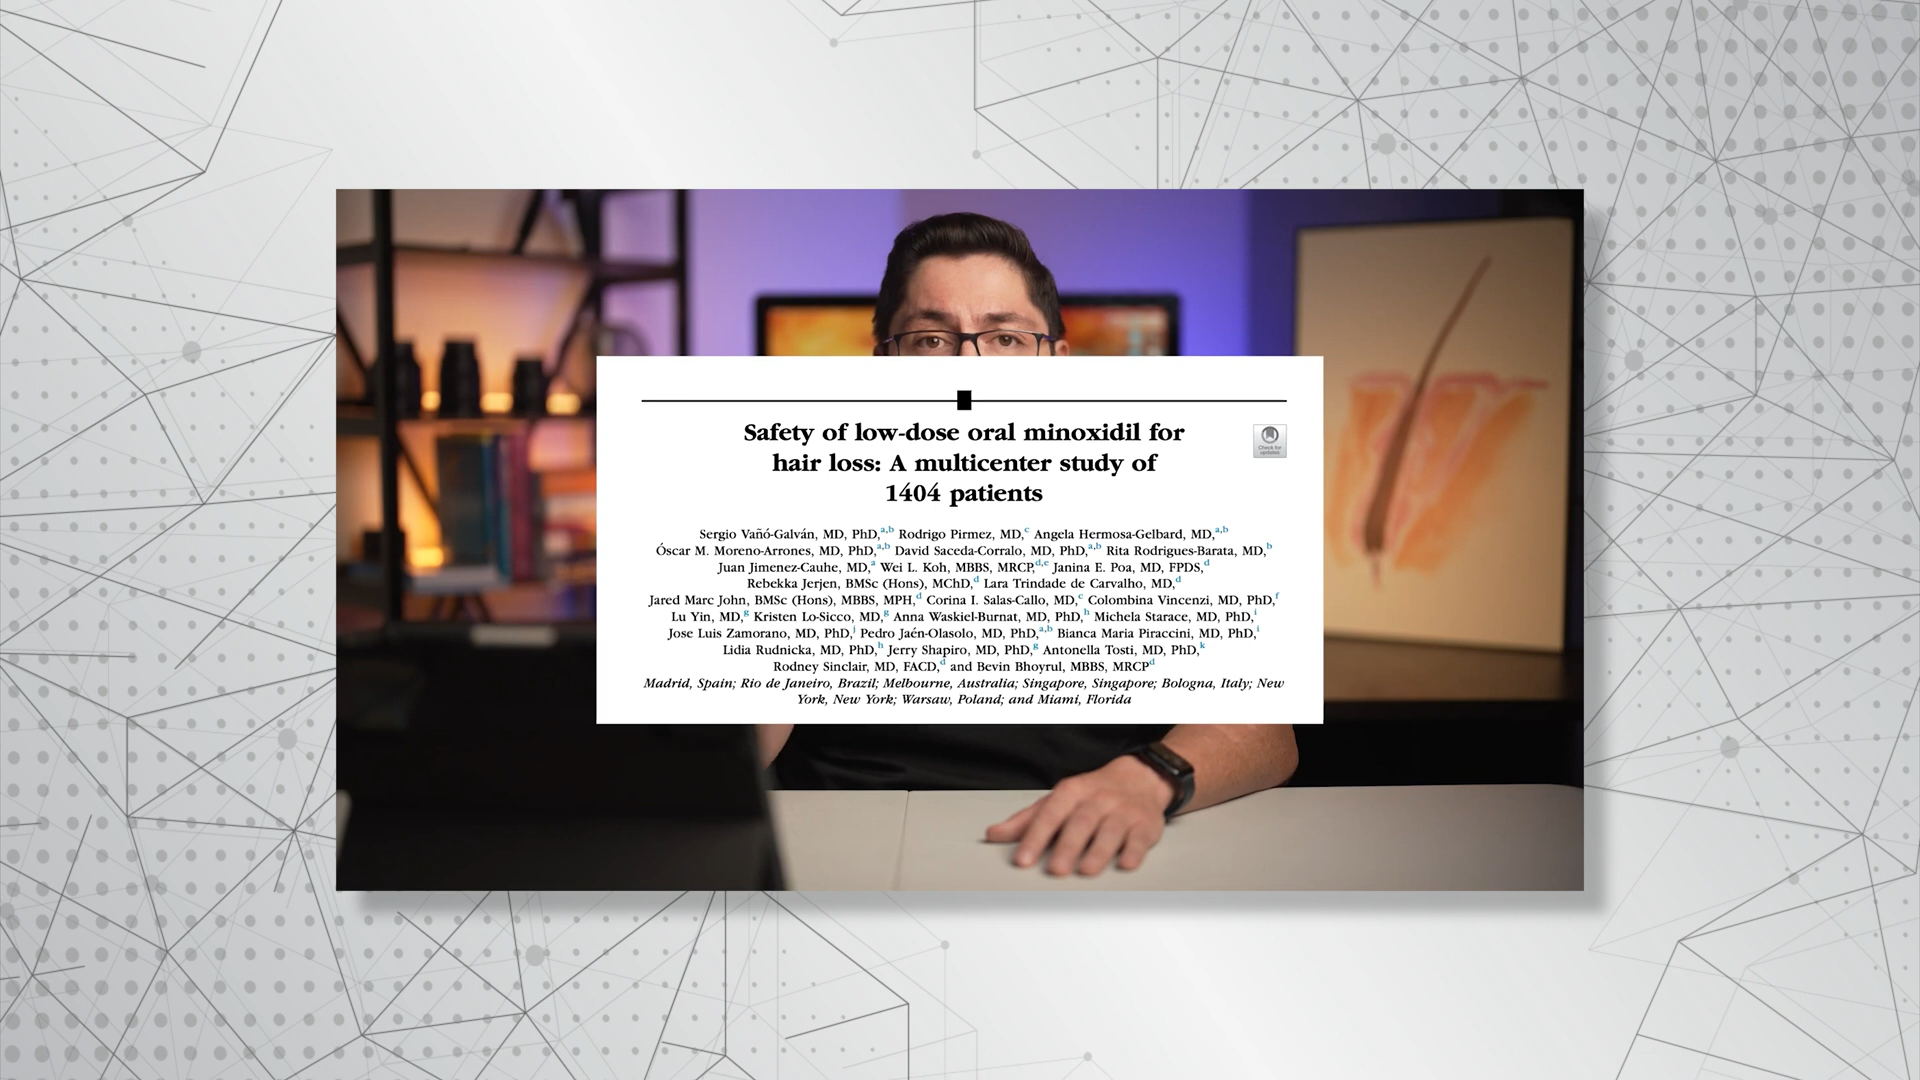 Safety of low-dose oral minoxidil for
hair loss: A multicenter study of
1404 patients
Check for
updates
Sergio Vañó-Galván, MD, PhD,a,b Rodrigo Pirmez, MD,c Angela Hermosa-Gelbard, MD,a,b
Óscar M. Moreno-Arrones, MD, PhD,a,b David Saceda-Corralo, MD, PhD,a,b Rita Rodrigues-Barata, MD,b
Juan Jimenez-Cauhe, MD,a Wei L. Koh, MBBS, MRCP,d,e Janina E. Poa, MD, FPDS,d
Rebekka Jerjen, BMSc (Hons), MChD,d Lara Trindade de Carvalho, MD,d
Jared Marc John, BMSc (Hons), MBBS, MPH,d Corina I. Salas-Callo, MD,c Colombina Vincenzi, MD, PhD,f
Lu Yin, MD,g Kristen Lo-Sicco, MD,g Anna Waskiel-Burnat, MD, PhD,h Michela Starace, MD, PhD,i
Jose Luis Zamorano, MD, PhD,j Pedro Jaén-Olasolo, MD, PhD,a,b Bianca Maria Piraccini, MD, PhD,i
Lidia Rudnicka, MD, PhD,h Jerry Shapiro, MD, PhD,g Antonella Tosti, MD, PhD,k
Rodney Sinclair, MD, FACD,d and Bevin Bhoyrul, MBBS, MRCPd
Madrid, Spain; Rio de Janeiro, Brazil; Melbourne, Australia; Singapore, Singapore; Bologna, Italy; New
York, New York; Warsaw, Poland; and Miami, Florida